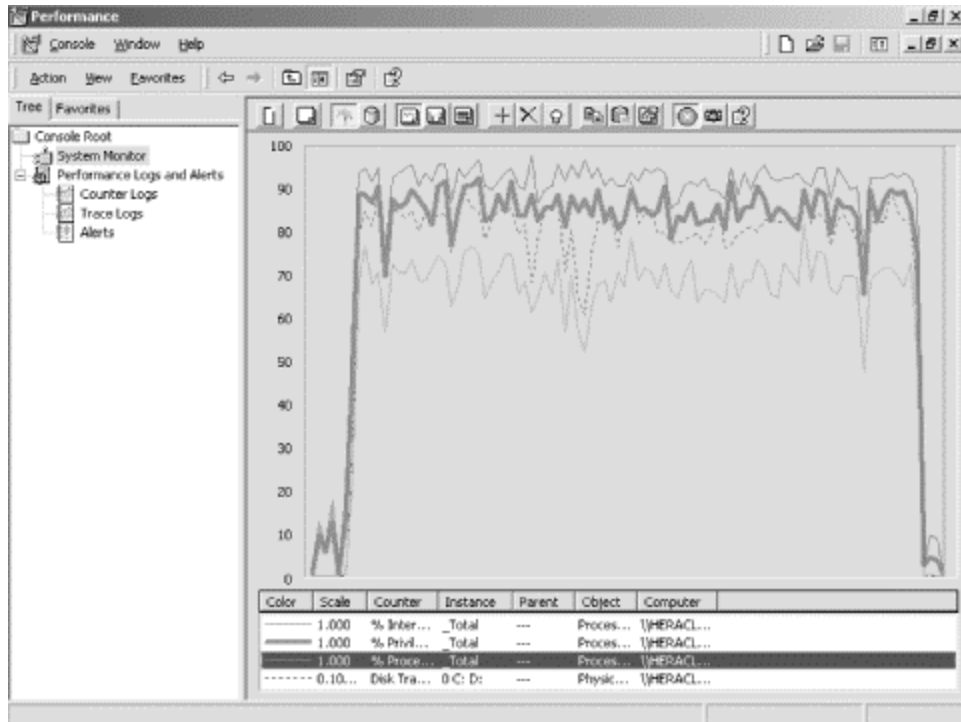 Performance
Console Window Help
Action View Favorites
Tree Favorites
Console Root
System Monitor
Performance Logs and Alerts
Counter Logs
Trace Logs
Alerts
100
90
80
70
60
50
40
30
20
10
0
Color Scale Counter Instance Parent Object Computer
1.000 % Inter... _Total --- Proces... \\HERACL...
1.000 % Privil... _Total --- Proces... \\HERACL...
1.000 % Proce... _Total --- Proces... \\HERACL...
0.10... Disk Tra... 0 C: D: --- Physic... \\HERACL...